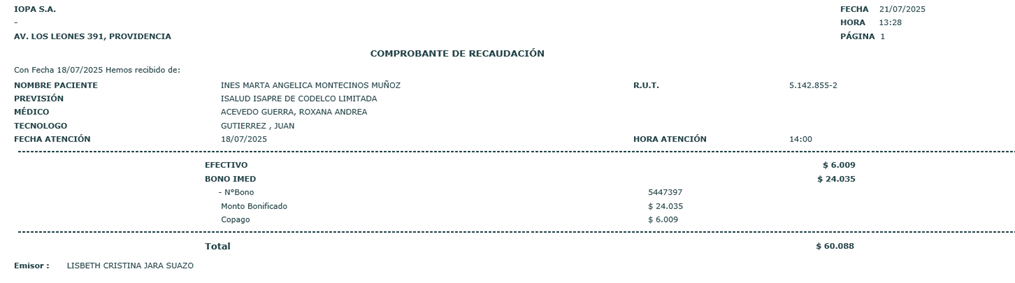 IOPA S.A. FECHA 21/07/2025
- HORA 13:28
AV. LOS LEONES 391, PROVIDENCIA PÁGINA 1
COMPROBANTE DE RECAUDACIÓN
Con Fecha 18/07/2025 Hemos recibido de:
NOMBRE PACIENTE INES MARTA ANGELICA MONTECINOS MUÑOZ R.U.T. 5.142.855-2
PREVISIÓN ISALUD ISAPRE DE CODELCO LIMITADA
MÉDICO ACEVEDO GUERRA, ROXANA ANDREA
TECNOLOGO GUTIERREZ , JUAN
FECHA ATENCIÓN 18/07/2025 HORA ATENCIÓN 14:00
EFECTIVO $ 6.009
BONO IMED $ 24.035
- N°Bono 5447397
Monto Bonificado $ 24.035
Copago $ 6.009
Total $ 60.088
Emisor : LISBETH CRISTINA JARA SUAZO